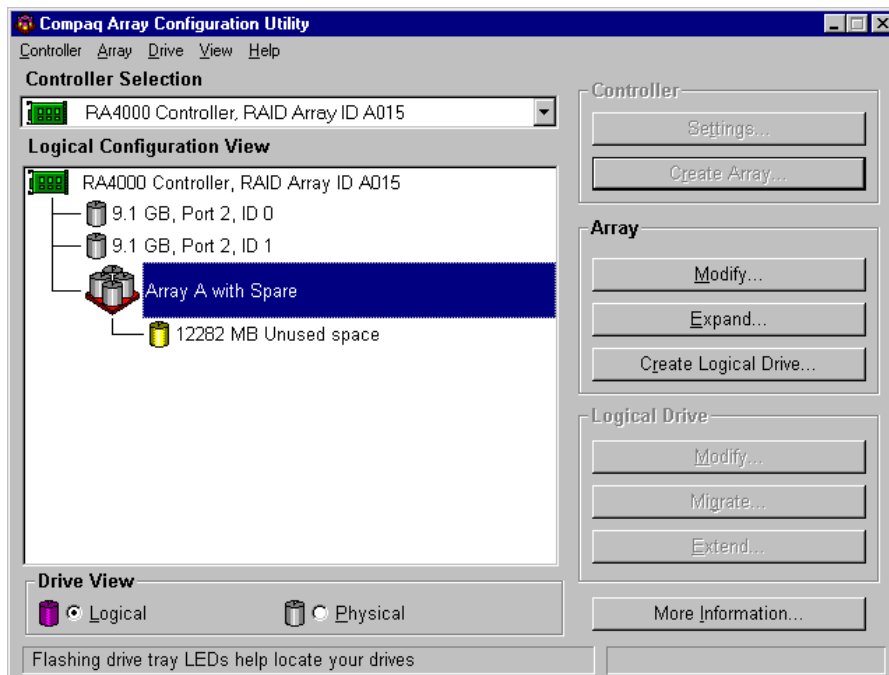 Compaq Array Configuration Utility
Controller Array Drive View Help
Controller Selection
RA4000 Controller, RAID Array ID A015
Logical Configuration View
RA4000 Controller, RAID Array ID A015
9.1 GB, Port 2, ID 0
9.1 GB, Port 2, ID 1
Array A with Spare
12282 MB Unused space
Drive View
Logical
Physical
Flashing drive tray LEDs help locate your drives
Controller
Settings...
Create Array...
Array
Modify...
Expand...
Create Logical Drive...
Logical Drive
Modify...
Migrate...
Extend...
More Information...